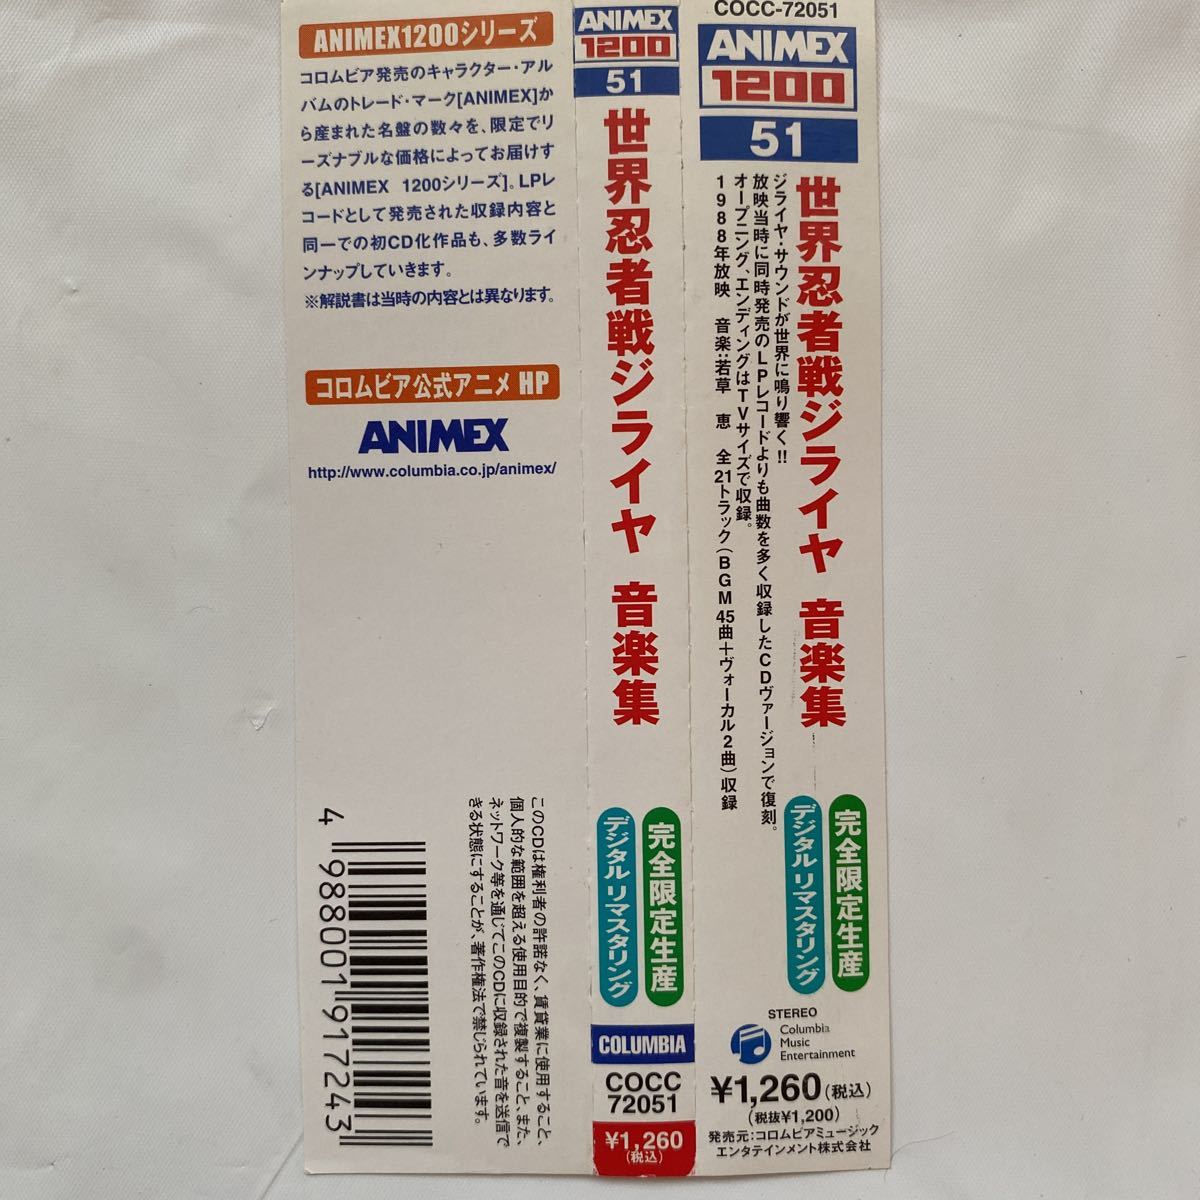 ANIMEX1200シリーズ
コロムビア発売のキャラクター・アル
バムのトレード・マーク[ANIMEX]か
ら産まれた名盤の数々を、限定でリ
ーズナブルな価格によってお届けす
る[ANIMEX 1200シリーズ]。LPレ
コードとして発売された収録内容と
同一での初CD化作品も、多数ライ
ンナップしていきます。
※解説書は当時の内容とは異なります。
コロムビア公式アニメ HP
ANIMEX
http://www.columbia.co.jp/animex/
このCDは権利者の許諾なく、賃貸業に使用すること、
個人的な範囲を超える使用目的で複製すること、また、
ネットワーク等を通じてこのCDに収録された音を送信で
きる状態にすることが、著作権法で禁じられています。
4 988001 917243
ANIMEX
1200
51
世界忍者戦ジライヤ 音楽集
完全限定生産
デジタルリマスタリング
COLUMBIA
COCC
72051
¥1,260
(税込)
COCC-72051
ANIMEX
1200
51
世界忍者戦ジライヤ 音楽集
ジライヤ・サウンドが世界に鳴り響く!!
放映当時に同時発売のLPレコードよりも曲数を多く収録したCDヴァージョンで復刻。
オープニング、エンディングはTVサイズで収録。
1988年放映 音楽:若草 恵 全21トラック(BGM45曲+ヴォーカル2曲)収録
完全限定生産
デジタルリマスタリング
STEREO
Columbia
Music
Entertainment
¥1,260(税込)
(税抜¥1,200)
発売元:コロムビアミュージック
エンタテインメント株式会社